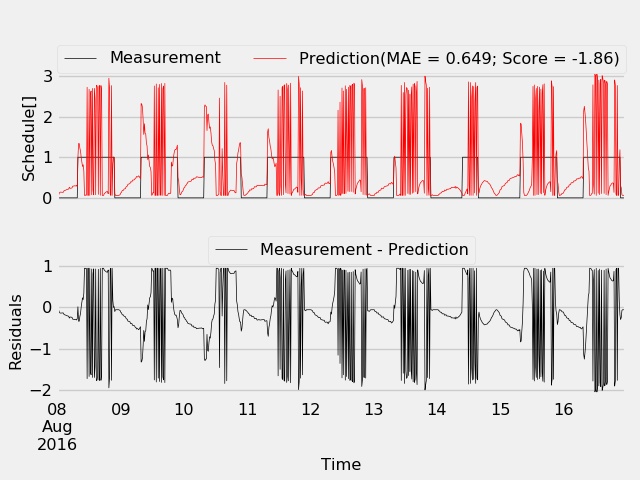 Measurement
Prediction(MAE = 0.649; Score = -1.86)
3
2
1
0
Schedule[]
Measurement - Prediction
1
0
−1
−2
Residuals
08 09 10 11 12 13 14 15 16
Aug
2016
Time